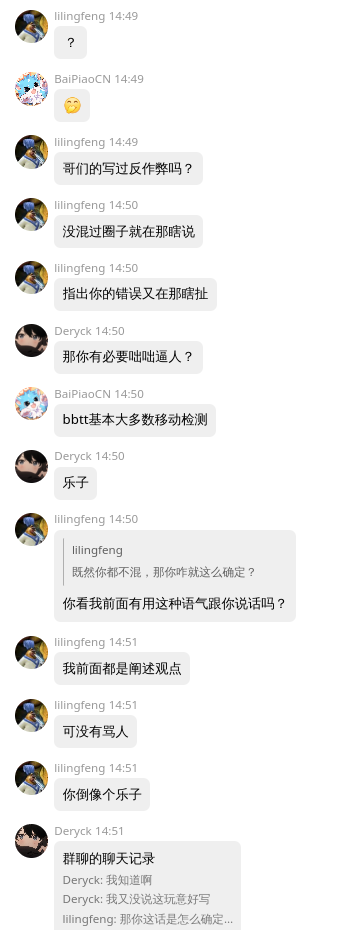 lilingfeng 14:49
？
BaiPiaoCN 14:49
lilingfeng 14:49
哥们的写过反作弊吗？
lilingfeng 14:50
没混过圈子就在那瞎说
lilingfeng 14:50
指出你的错误又在那瞎扯
Deryck 14:50
那你有必要咄咄逼人？
BaiPiaoCN 14:50
bbtt基本大多数移动检测
Deryck 14:50
乐子
lilingfeng 14:50
lilingfeng
既然你都不混，那你咋就这么确定？
你看我前面有用这种语气跟你说话吗？
lilingfeng 14:51
我前面都是阐述观点
lilingfeng 14:51
可没有骂人
lilingfeng 14:51
你倒像个乐子
Deryck 14:51
群聊的聊天记录
Deryck: 我知道啊
Deryck: 我又没说这玩意好写
lilingfeng: 那你这话是怎么确定...